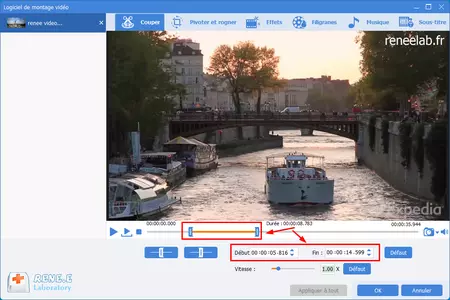 Logiciel de montage vidéo
renee video...
Couper
Pivoter et rogner
Effets
Filigranes
Musique
Sous-titre
reneelab.fr
Expedia
00:00:00.000
Durée : 00:00:08.783
00:00:35.944
Début 00:00:05.816
Fin : 00:00:14.599
Défaut
Vitesse :
1.00 X
Défaut
RENE.E
Laboratory
Appliquer à tout
OK
Annuler